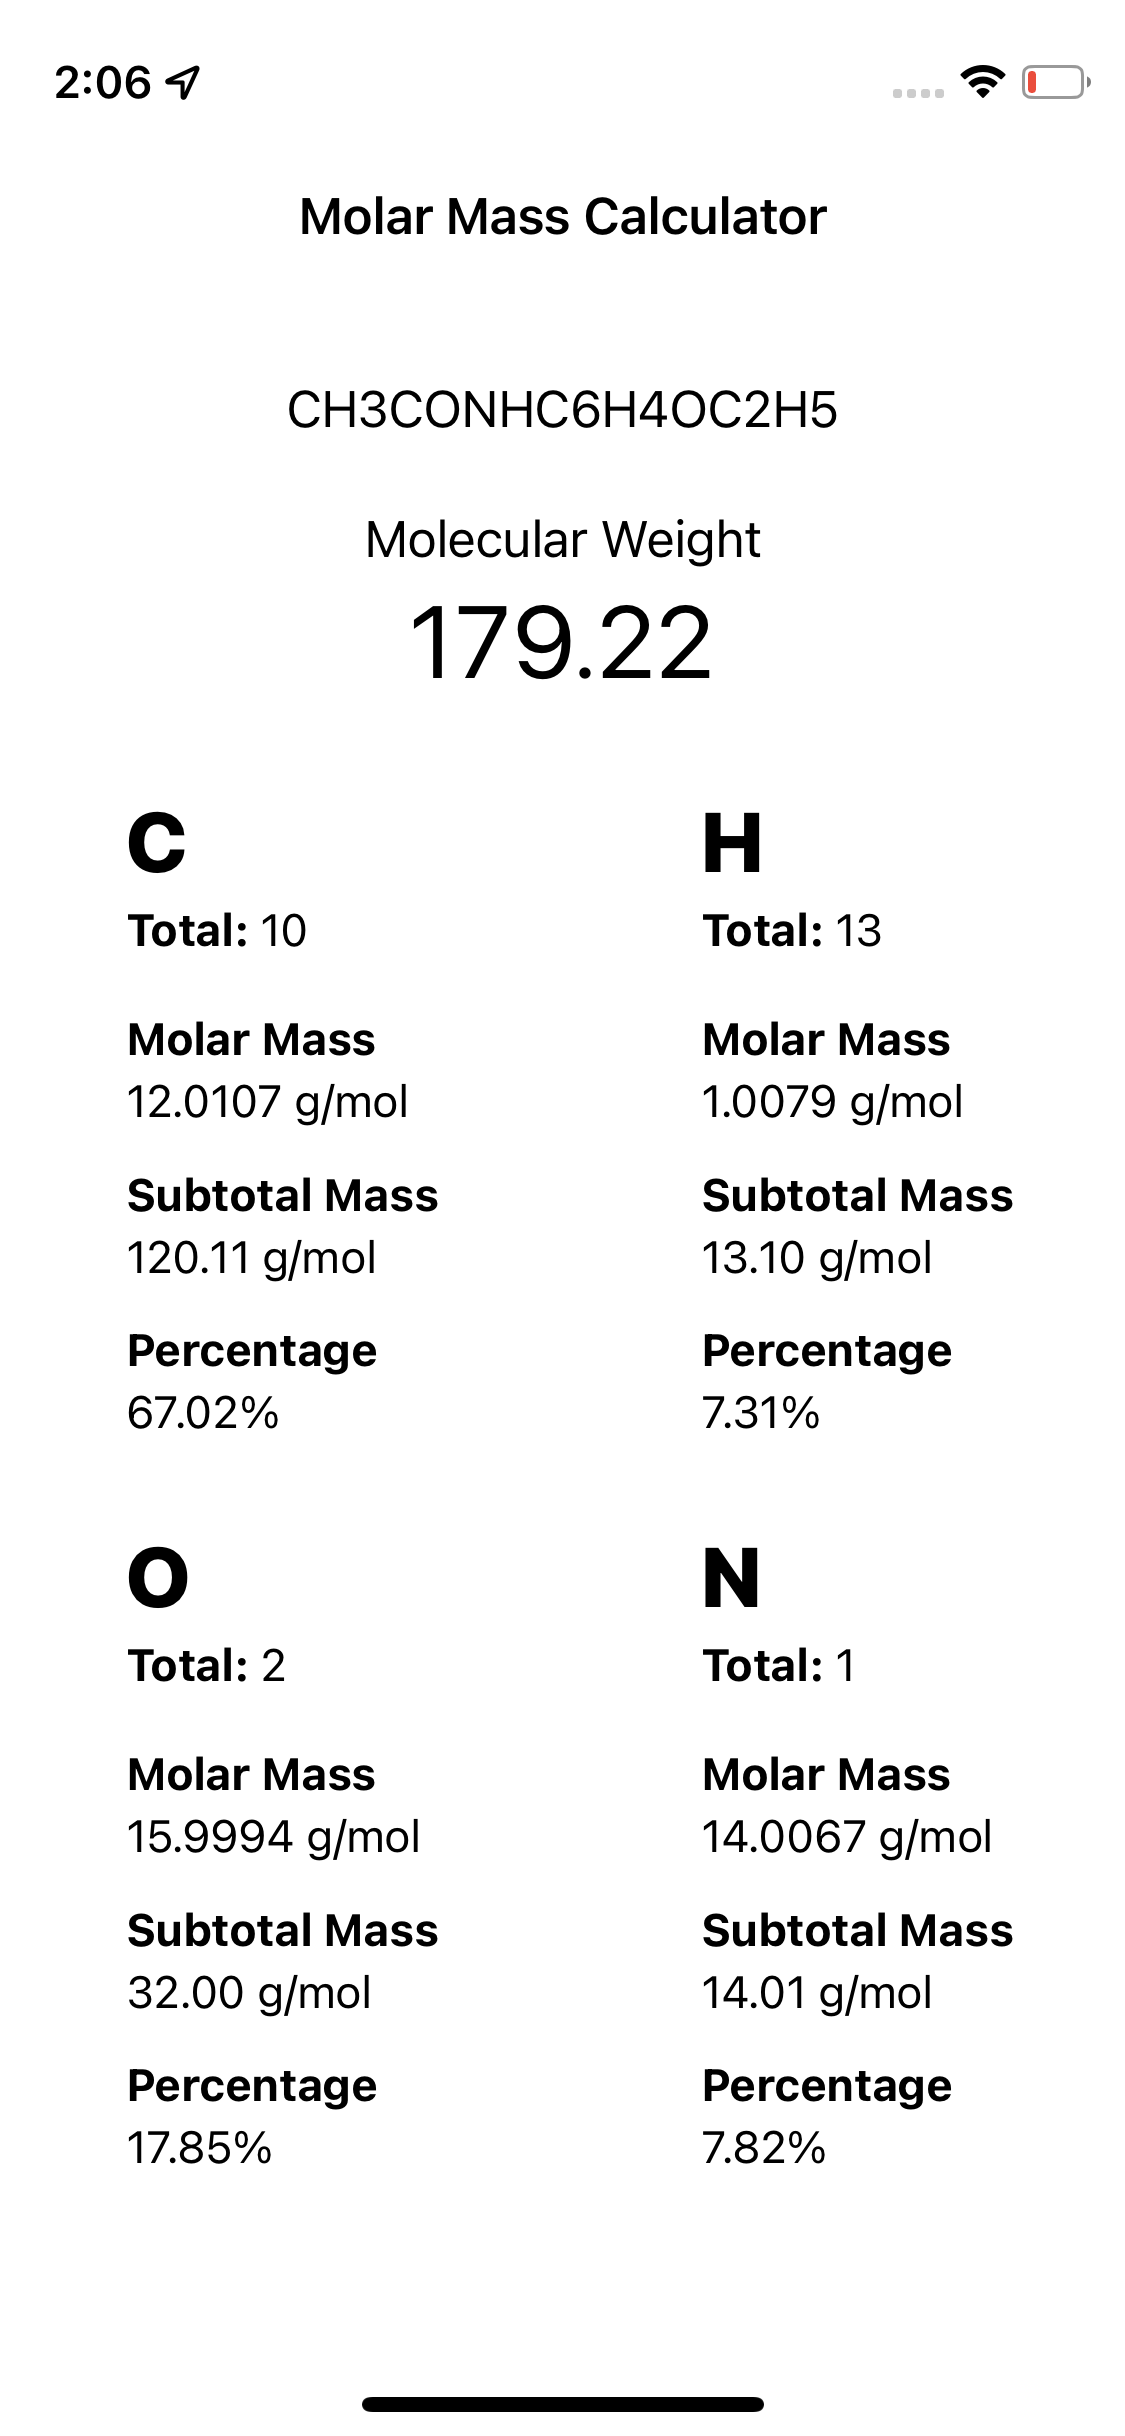 2:06
Molar Mass Calculator
CH3CONHC6H4OC2H5
Molecular Weight
179.22
C
Total: 10
Molar Mass
12.0107 g/mol
Subtotal Mass
120.11 g/mol
Percentage
67.02%
H
Total: 13
Molar Mass
1.0079 g/mol
Subtotal Mass
13.10 g/mol
Percentage
7.31%
O
Total: 2
Molar Mass
15.9994 g/mol
Subtotal Mass
32.00 g/mol
Percentage
17.85%
N
Total: 1
Molar Mass
14.0067 g/mol
Subtotal Mass
14.01 g/mol
Percentage
7.82%